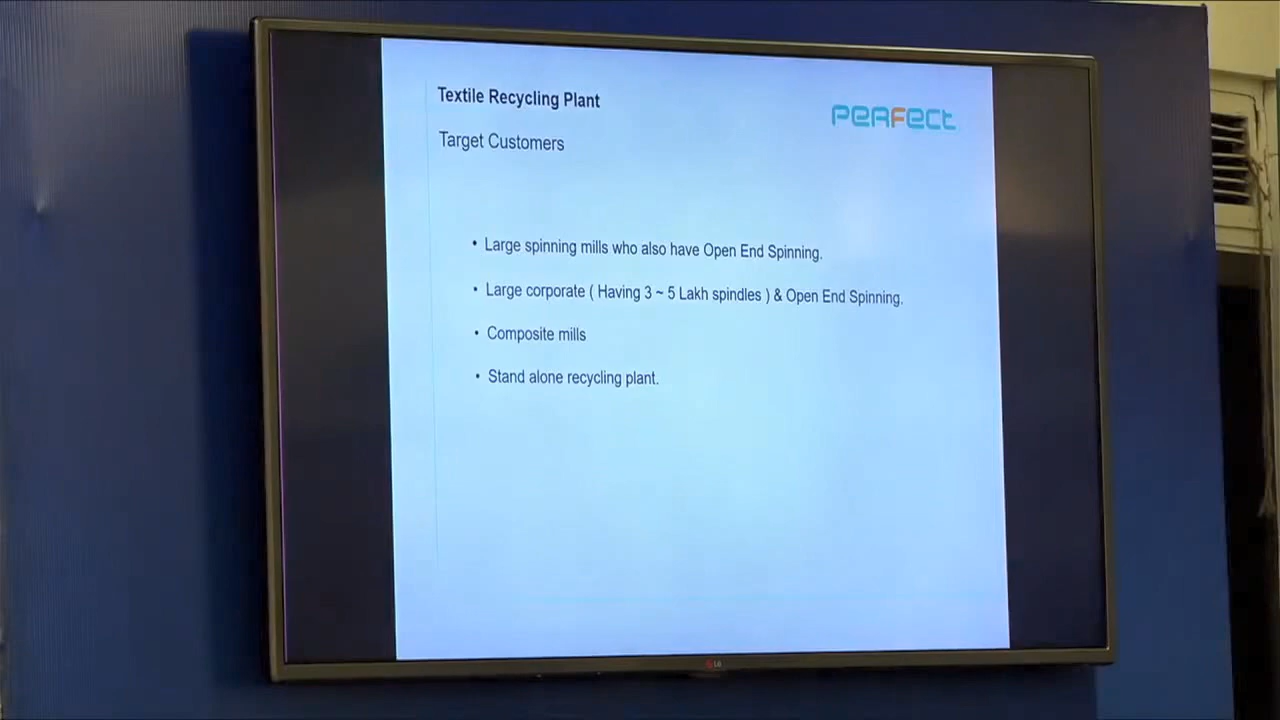 Textile Recycling Plant
PERFECT
Target Customers
• Large spinning mills who also have Open End Spinning.
• Large corporate ( Having 3 ~ 5 Lakh spindles ) & Open End Spinning.
• Composite mills
• Stand alone recycling plant.
LG